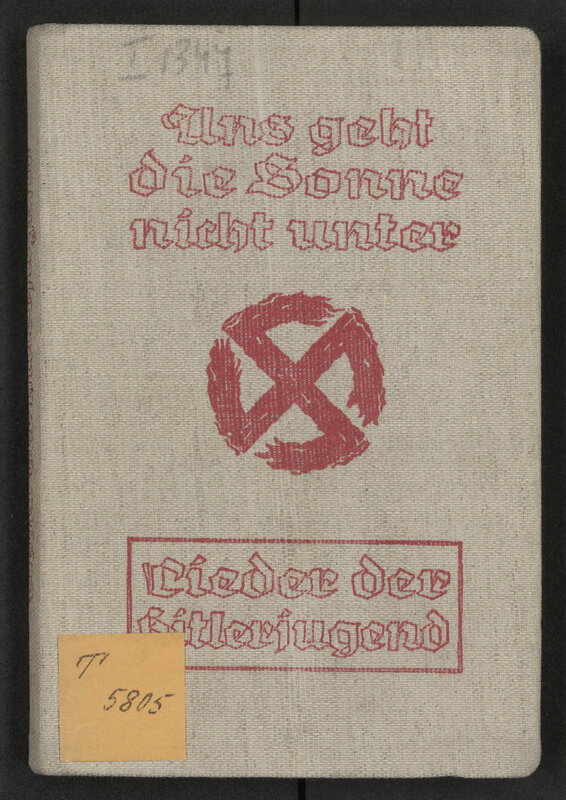 I 1347
Uns geht
die Sonne
nicht unter
Lieder der
Hitlerjugend
T
5805